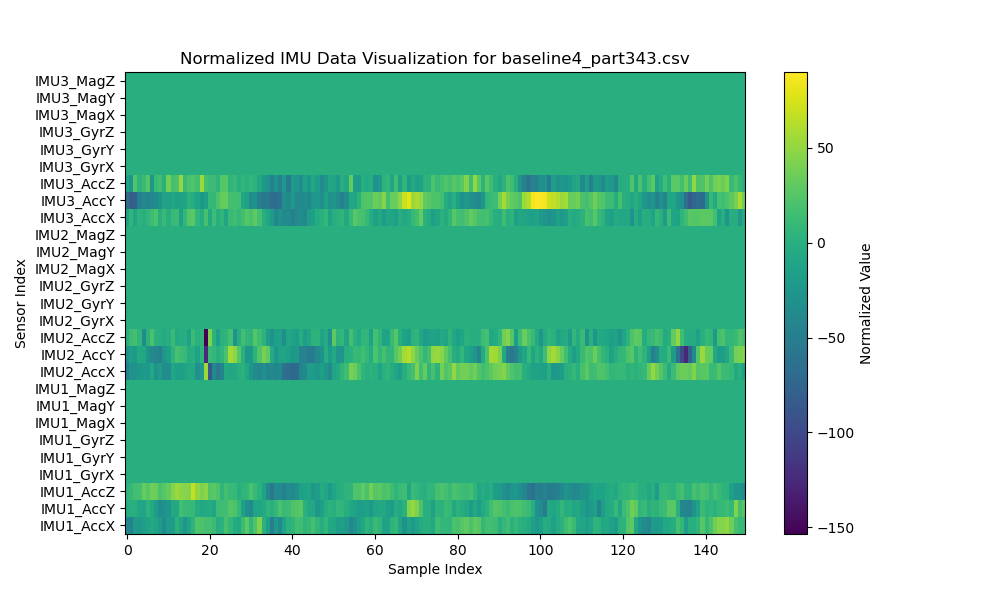 Normalized IMU Data Visualization for baseline4_part343.csv
IMU3_MagZ
IMU3_MagY
IMU3_MagX
IMU3_GyrZ
IMU3_GyrY
IMU3_GyrX
IMU3_AccZ
IMU3_AccY
IMU3_AccX
IMU2_MagZ
IMU2_MagY
IMU2_MagX
IMU2_GyrZ
IMU2_GyrY
IMU2_GyrX
IMU2_AccZ
IMU2_AccY
IMU2_AccX
IMU1_MagZ
IMU1_MagY
IMU1_MagX
IMU1_GyrZ
IMU1_GyrY
IMU1_GyrX
IMU1_AccZ
IMU1_AccY
IMU1_AccX
Sensor Index
0 20 40 60 80 100 120 140
Sample Index
50
0
−50
−100
−150
Normalized Value